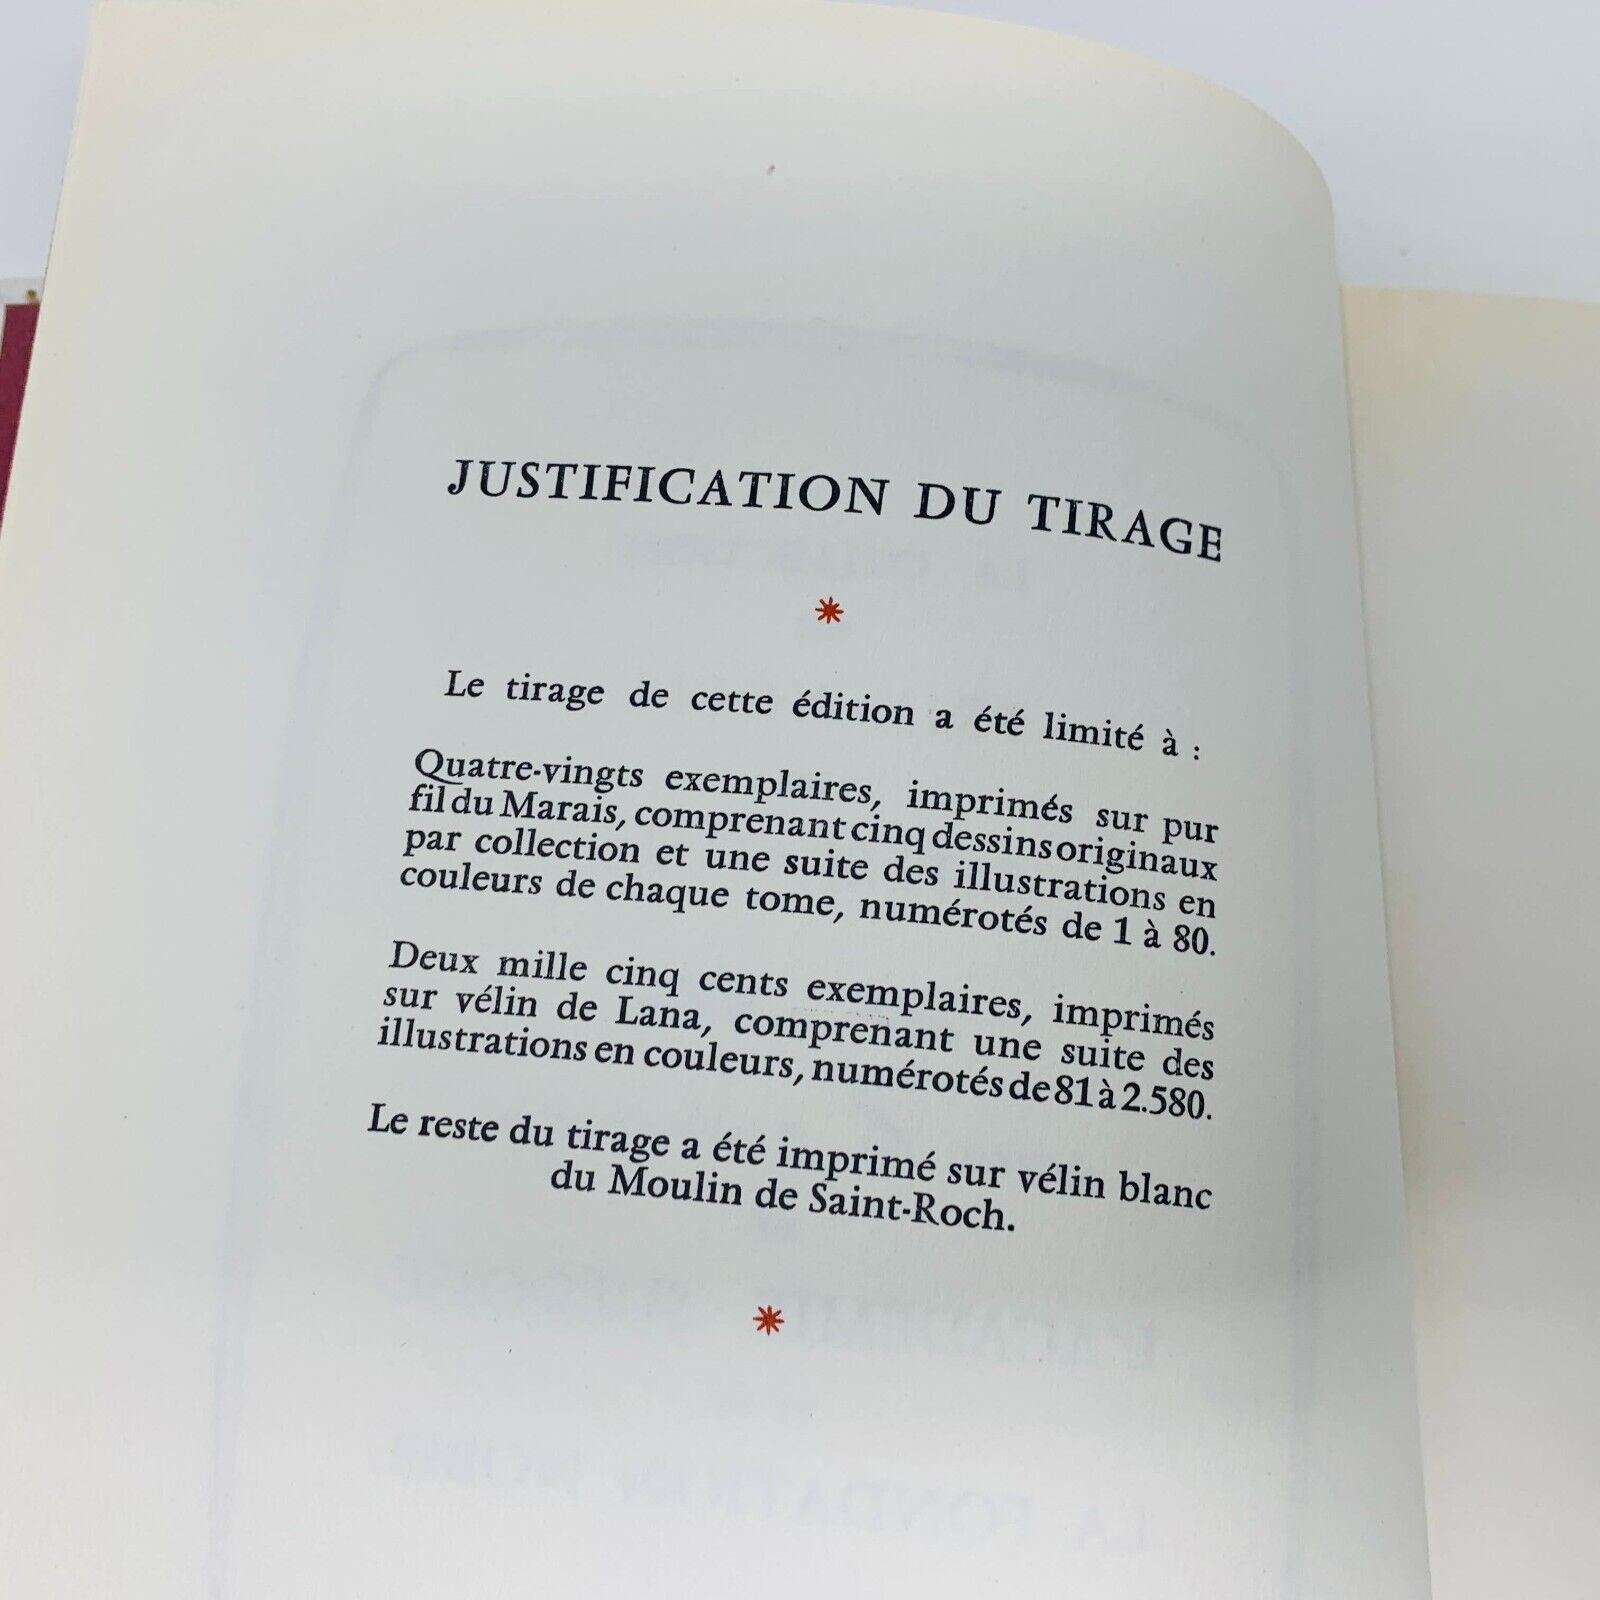 JUSTIFICATION DU TIRAGE
Le tirage de cette édition a été limité à :
Quatre-vingts exemplaires, imprimés sur pur
fil du Marais, comprenant cinq dessins originaux
par collection et une suite des illustrations en
couleurs de chaque tome, numérotés de 1 à 80.
Deux mille cinq cents exemplaires, imprimés
sur vélin de Lana, comprenant une suite des
illustrations en couleurs, numérotés de 81 à 2.580.
Le reste du tirage a été imprimé sur vélin blanc
du Moulin de Saint-Roch.